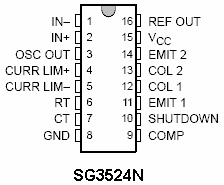 IN– 1 16 REF OUT
IN+ 2 15 VCC
OSC OUT 3 14 EMIT 2
CURR LIM+ 4 13 COL 2
CURR LIM– 5 12 COL 1
RT 6 11 EMIT 1
CT 7 10 SHUTDOWN
GND 8 9 COMP
SG3524N